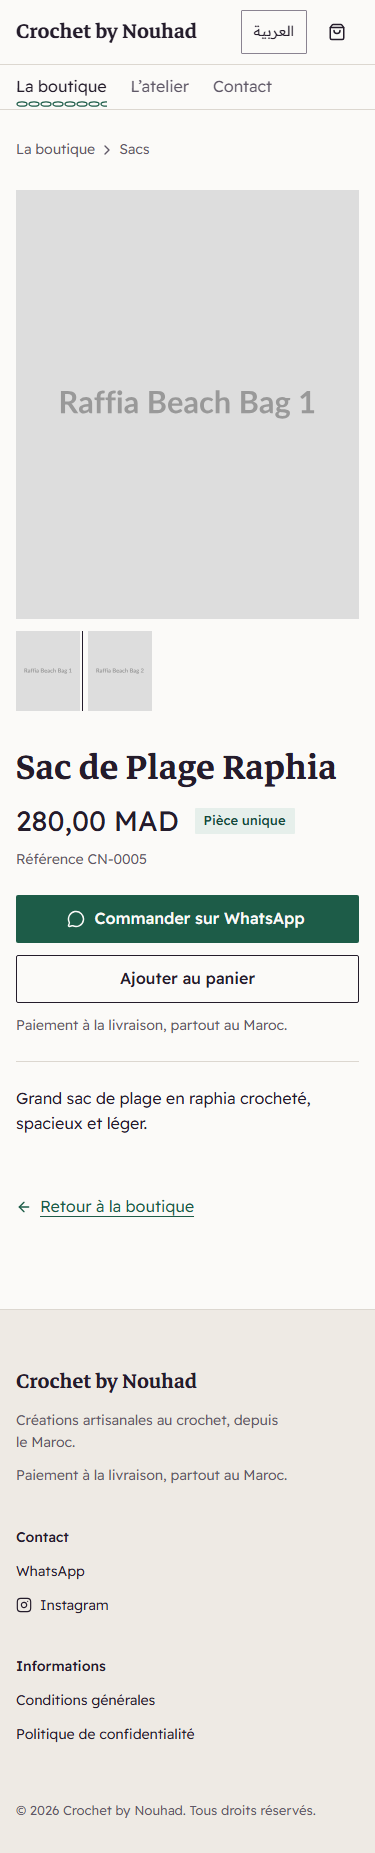 Crochet by Nouhad
العربية
La boutique
L’atelier
Contact
La boutique
Sacs
Raffia Beach Bag 1
Raffia Beach Bag 1
Raffia Beach Bag 2
Sac de Plage Raphia
280,00 MAD
Pièce unique
Référence CN-0005
Commander sur WhatsApp
Ajouter au panier
Paiement à la livraison, partout au Maroc.
Grand sac de plage en raphia crocheté,
spacieux et léger.
Retour à la boutique
Crochet by Nouhad
Créations artisanales au crochet, depuis
le Maroc.
Paiement à la livraison, partout au Maroc.
Contact
WhatsApp
Instagram
Informations
Conditions générales
Politique de confidentialité
© 2026 Crochet by Nouhad. Tous droits réservés.